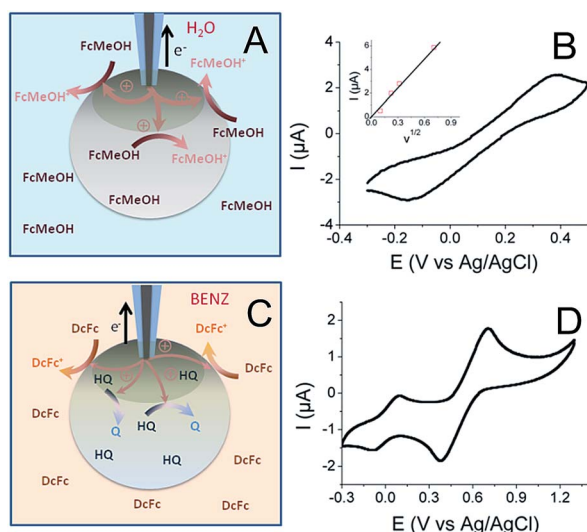 A
H₂O
e⁻
FcMeOH
FcMeOH⁺
FcMeOH⁺
FcMeOH
FcMeOH
FcMeOH⁺
FcMeOH
FcMeOH
FcMeOH
FcMeOH
B
I (μA)
4
2
0
-2
-4
-0.4
0.0
0.4
E (V vs Ag/AgCl)
I (μA)
6
4
2
0
0.0
0.3
0.6
0.9
v¹/²
C
BENZ
e⁻
DcFc
DcFc⁺
DcFc⁺
DcFc
HQ
HQ
DcFc
Q
HQ
Q
HQ
HQ
DcFc
DcFc
DcFc
DcFc
DcFc
D
I (μA)
2
1
0
1
-2
-0.3
0.0
0.3
0.6
0.9
1.2
E (V vs Ag/AgCl)